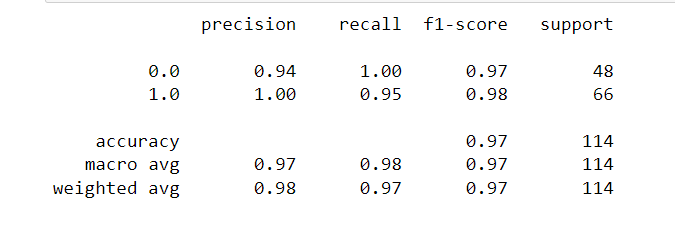 precision recall f1-score support
0.0 0.94 1.00 0.97 48
1.0 1.00 0.95 0.98 66
accuracy 0.97 114
macro avg 0.97 0.98 0.97 114
weighted avg 0.98 0.97 0.97 114